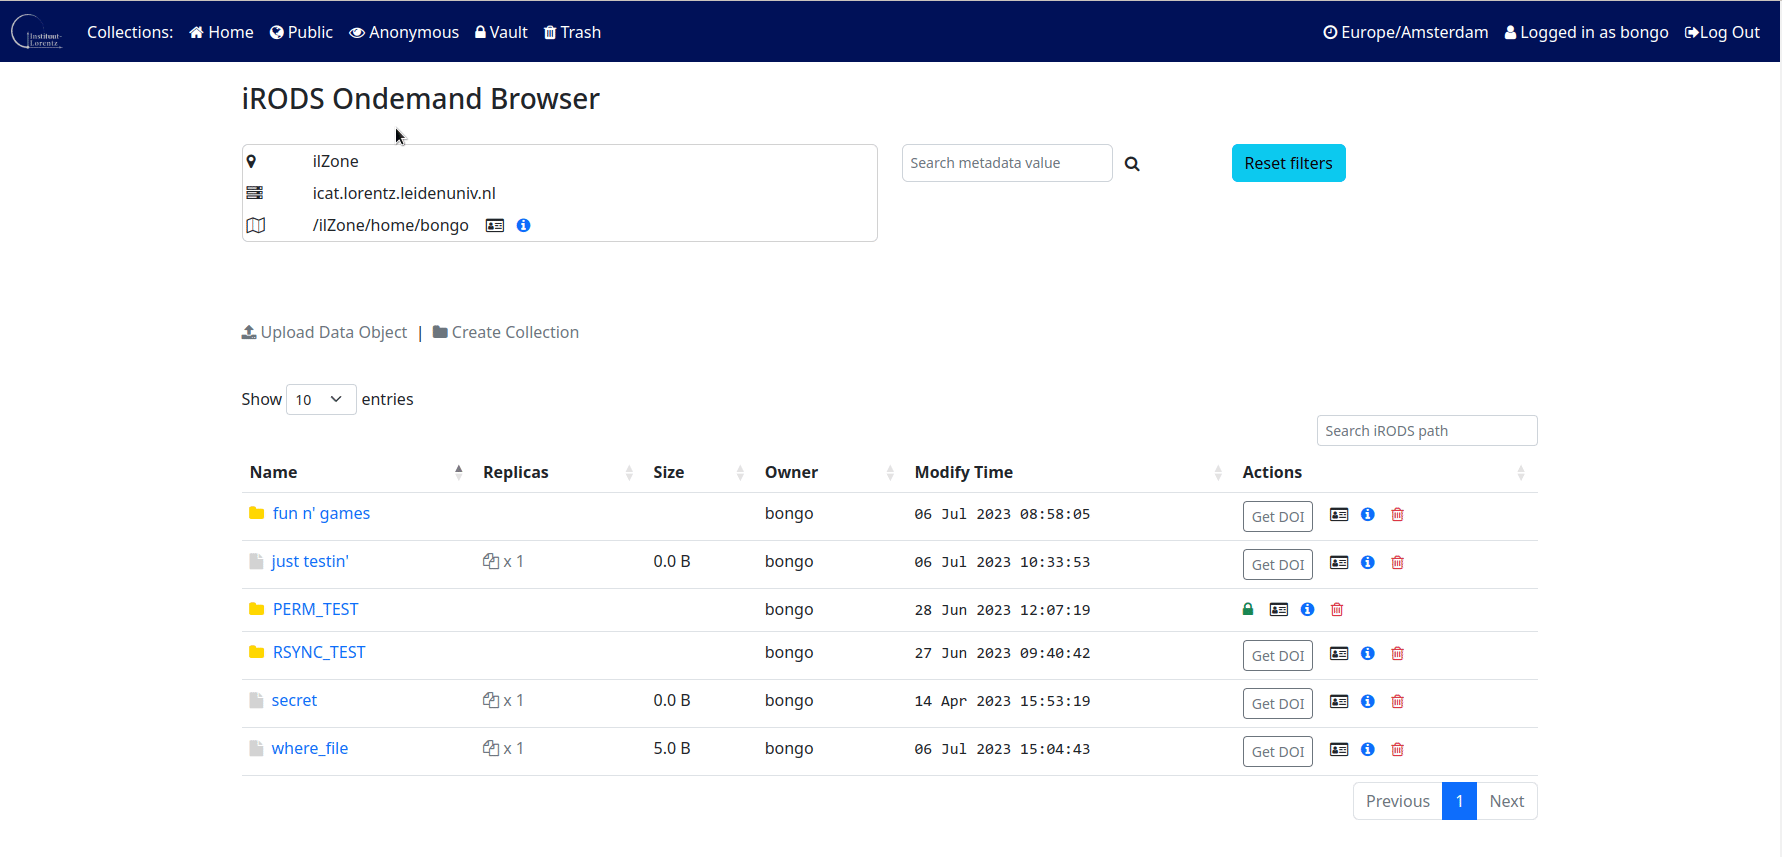 Instituut-
Lorentz
Collections: Home Public Anonymous Vault Trash Europe/Amsterdam Logged in as bongo Log Out
iRODS Ondemand Browser
ilZone
icat.lorentz.leidenuniv.nl
/ilZone/home/bongo
Search metadata value
Reset filters
Upload Data Object | Create Collection
Show 10 entries
Search iRODS path
Name Replicas Size Owner Modify Time Actions
fun n' games bongo 06 Jul 2023 08:58:05 Get DOI
just testin' x 1 0.0 B bongo 06 Jul 2023 10:33:53 Get DOI
PERM_TEST bongo 28 Jun 2023 12:07:19
RSYNC_TEST bongo 27 Jun 2023 09:40:42 Get DOI
secret x 1 0.0 B bongo 14 Apr 2023 15:53:19 Get DOI
where_file x 1 5.0 B bongo 06 Jul 2023 15:04:43 Get DOI
Previous 1 Next